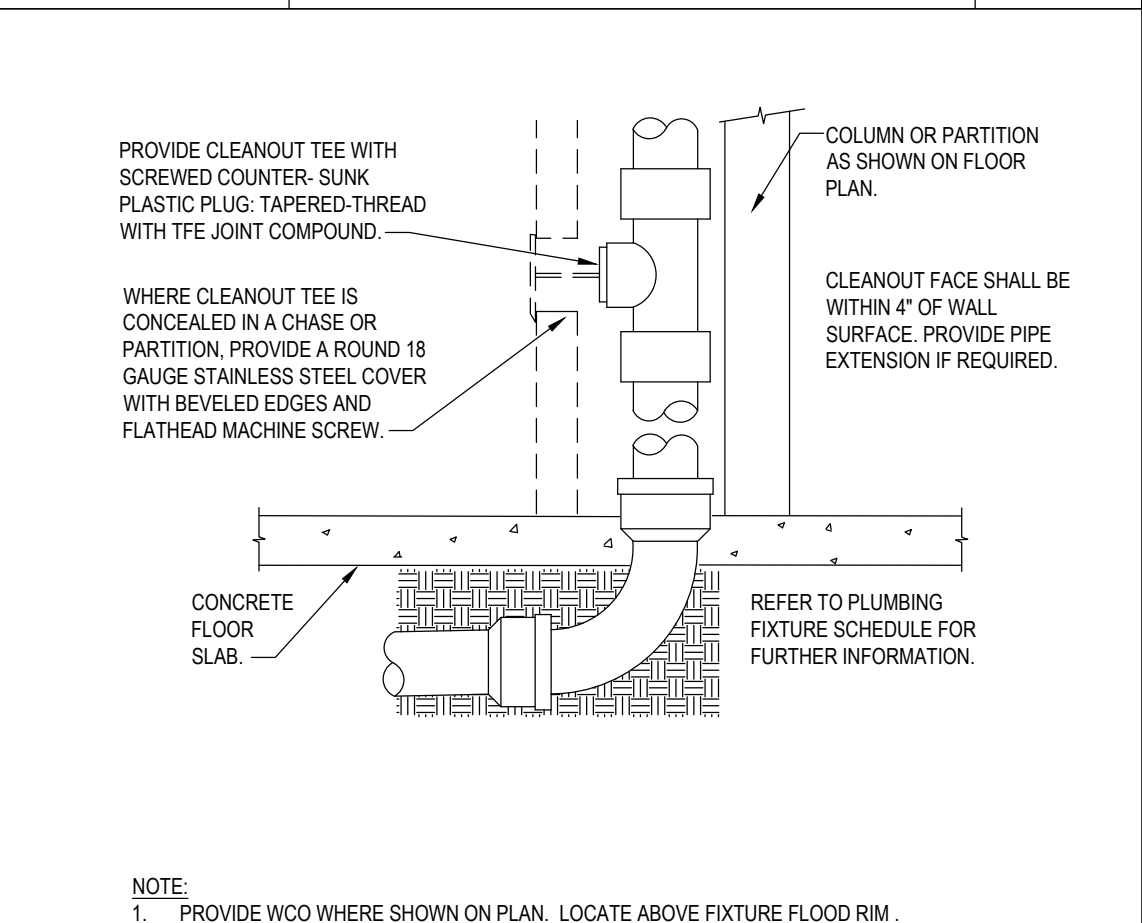 PROVIDE CLEANOUT TEE WITH
SCREWED COUNTER- SUNK
PLASTIC PLUG: TAPERED-THREAD
WITH TFE JOINT COMPOUND.
WHERE CLEANOUT TEE IS
CONCEALED IN A CHASE OR
PARTITION, PROVIDE A ROUND 18
GAUGE STAINLESS STEEL COVER
WITH BEVELED EDGES AND
FLATHEAD MACHINE SCREW.
COLUMN OR PARTITION
AS SHOWN ON FLOOR
PLAN.
CLEANOUT FACE SHALL BE
WITHIN 4" OF WALL
SURFACE. PROVIDE PIPE
EXTENSION IF REQUIRED.
CONCRETE
FLOOR
SLAB.
REFER TO PLUMBING
FIXTURE SCHEDULE FOR
FURTHER INFORMATION.
NOTE:
1. PROVIDE WCO WHERE SHOWN ON PLAN. LOCATE ABOVE FIXTURE FLOOD RIM .